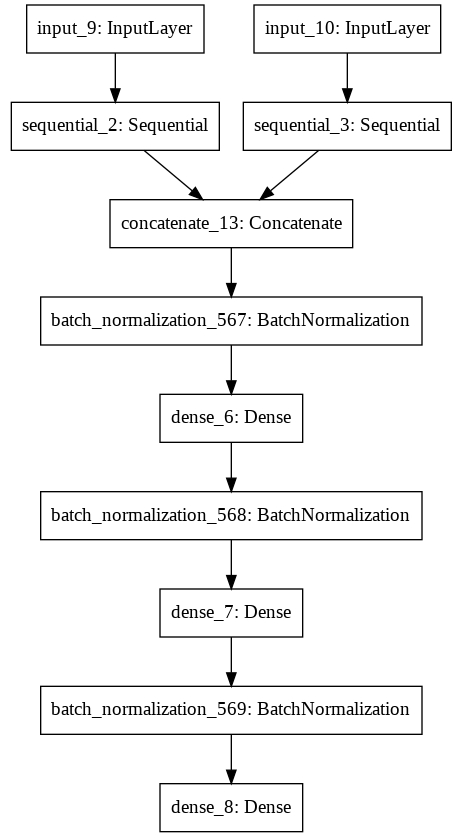 input_9: InputLayer
input_10: InputLayer
sequential_2: Sequential
sequential_3: Sequential
concatenate_13: Concatenate
batch_normalization_567: BatchNormalization
dense_6: Dense
batch_normalization_568: BatchNormalization
dense_7: Dense
batch_normalization_569: BatchNormalization
dense_8: Dense